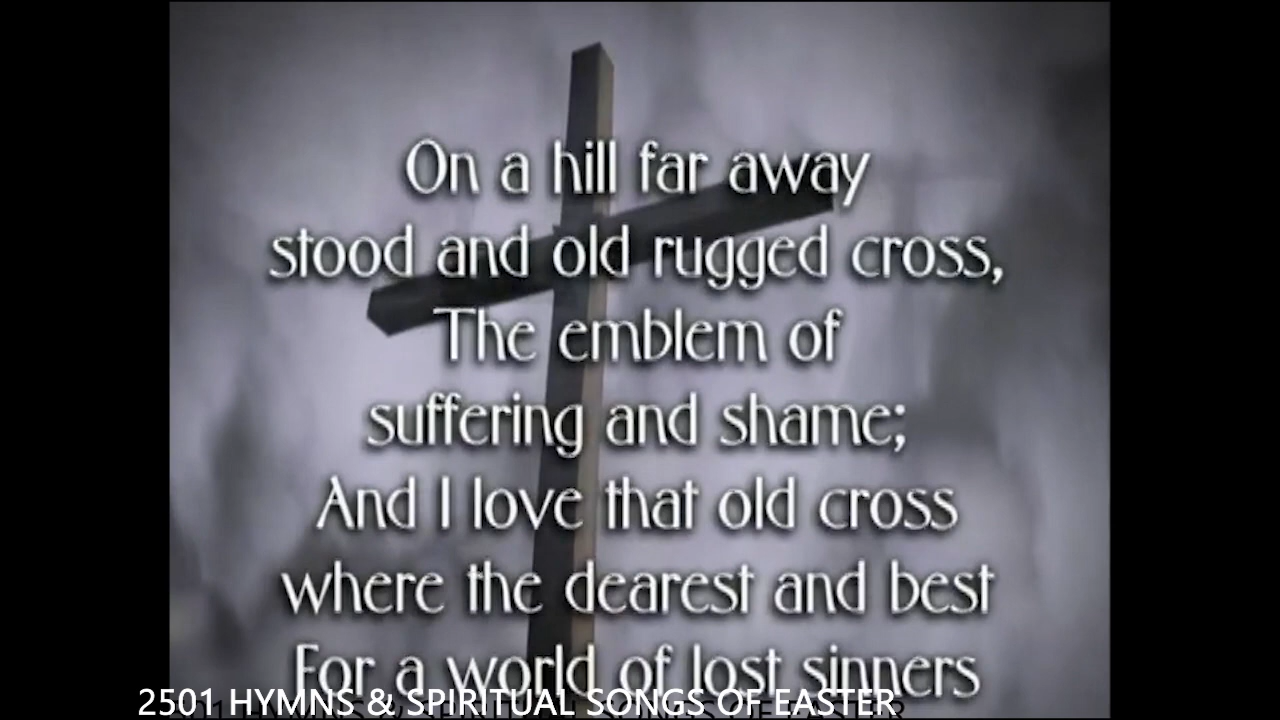 On a hill far away
stood and old rugged cross,
The emblem of
suffering and shame;
And I love that old cross
where the dearest and best
For a world of lost sinners
2501 HYMNS & SPIRITUAL SONGS OF EASTER